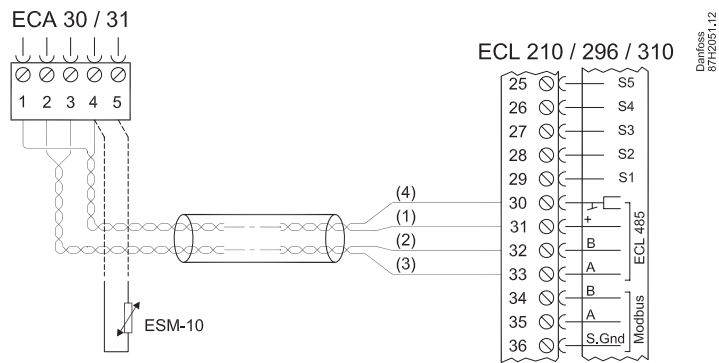 ECA 30 / 31
1 2 3 4 5
ESM-10
(4)
(1)
(2)
(3)
ECL 210 / 296 / 310
25 S5
26 S4
27 S3
28 S2
29 S1
30
31 +
32 B
33 A
34 B
35 A
36 S.Gnd
ECL 485
Modbus
Danfoss
87H2051.12